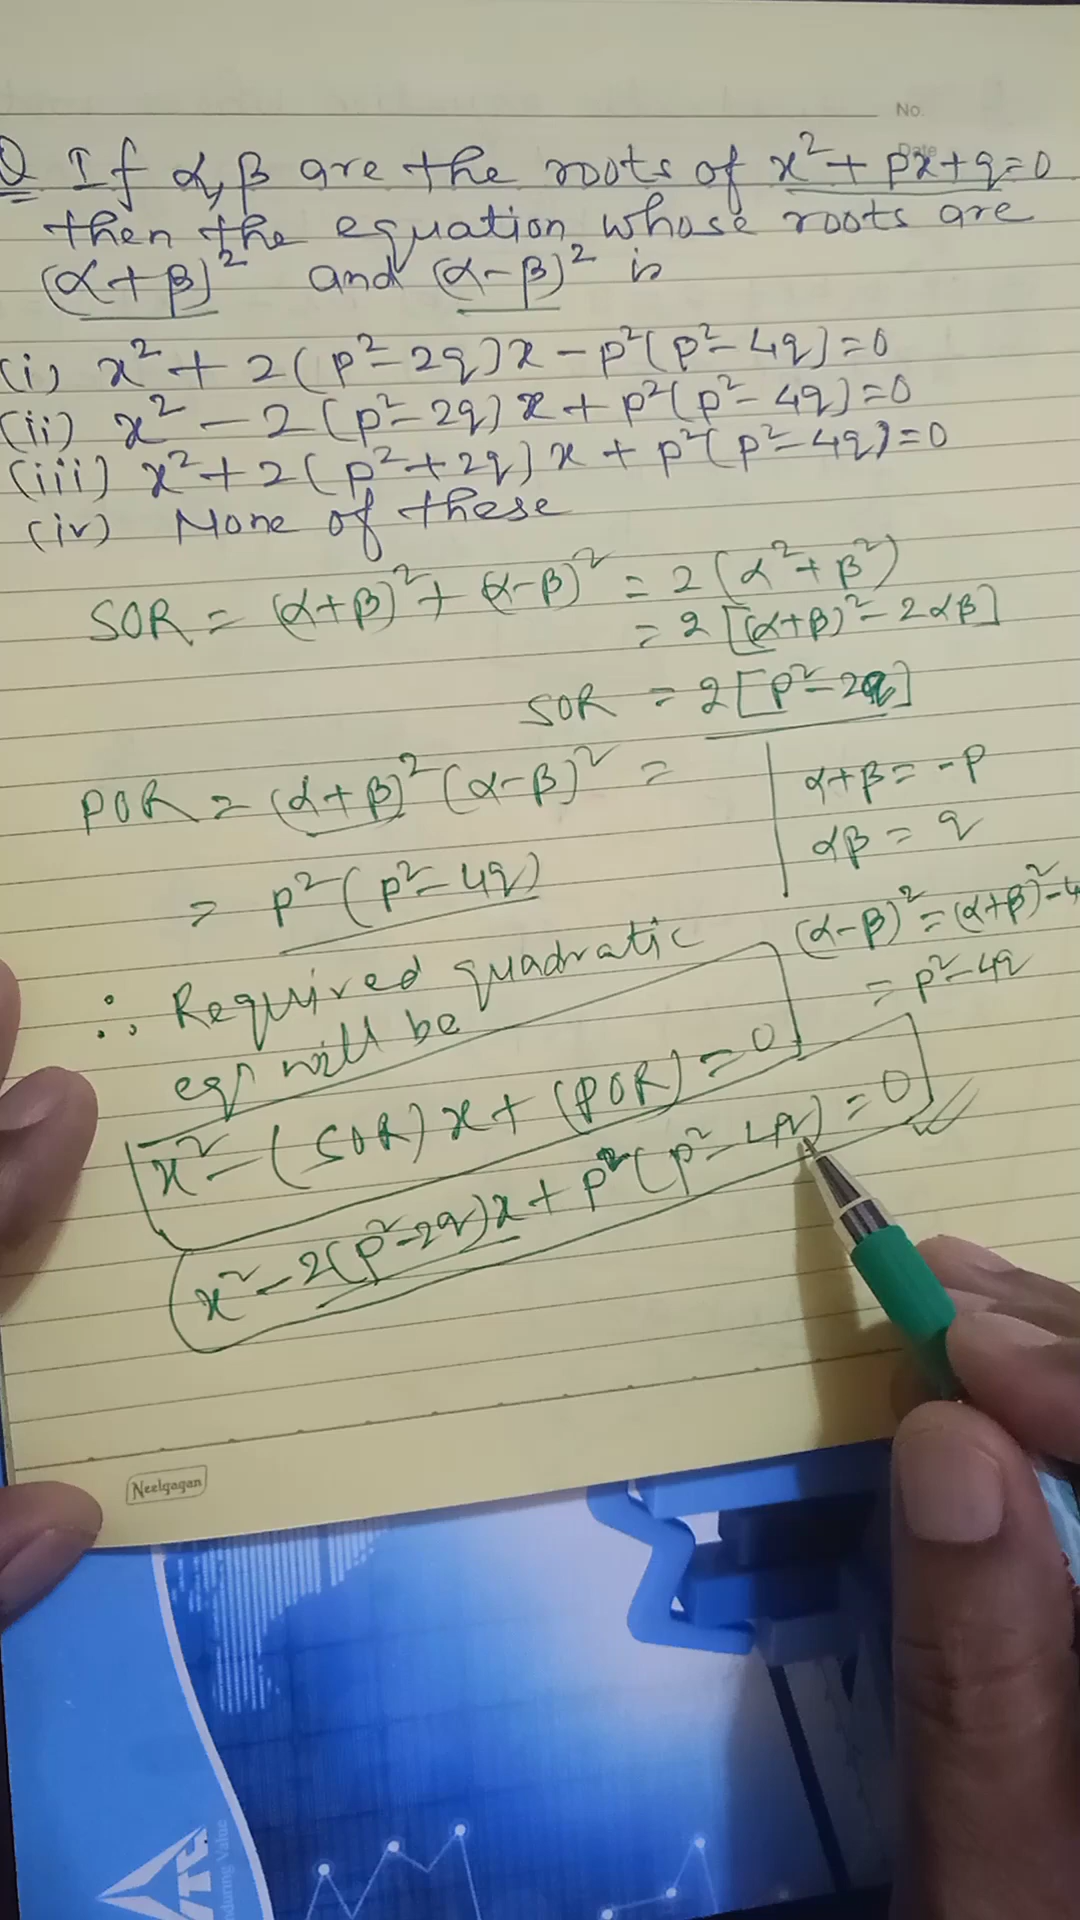 No.
Date
Q If α, β are the roots of x² + px + q = 0
then the equation whose roots are
(α+β)² and (α-β)² is
(i) x² + 2(p²-2q)x - p²(p²-4q)=0
(ii) x² - 2(p²-2q)x + p²(p²-4q)=0
(iii) x² + 2(p²+2q)x + p²(p²-4q)=0
(iv) None of these
SOR = (α+β)² + (α-β)² = 2(α²+β²)
= 2[(α+β)² - 2αβ]
SOR = 2[p²-2q]
POR = (α+β)² (α-β)² =
= p²(p²-4q)
α+β = -p
αβ = q
(α-β)² = (α+β)² - 4
= p²-4q
∴ Required quadratic
eqn will be
x² - (SOR)x + (POR) = 0
x² - 2(p²-2q)x + p²(p²-4q) = 0
Neelgagan